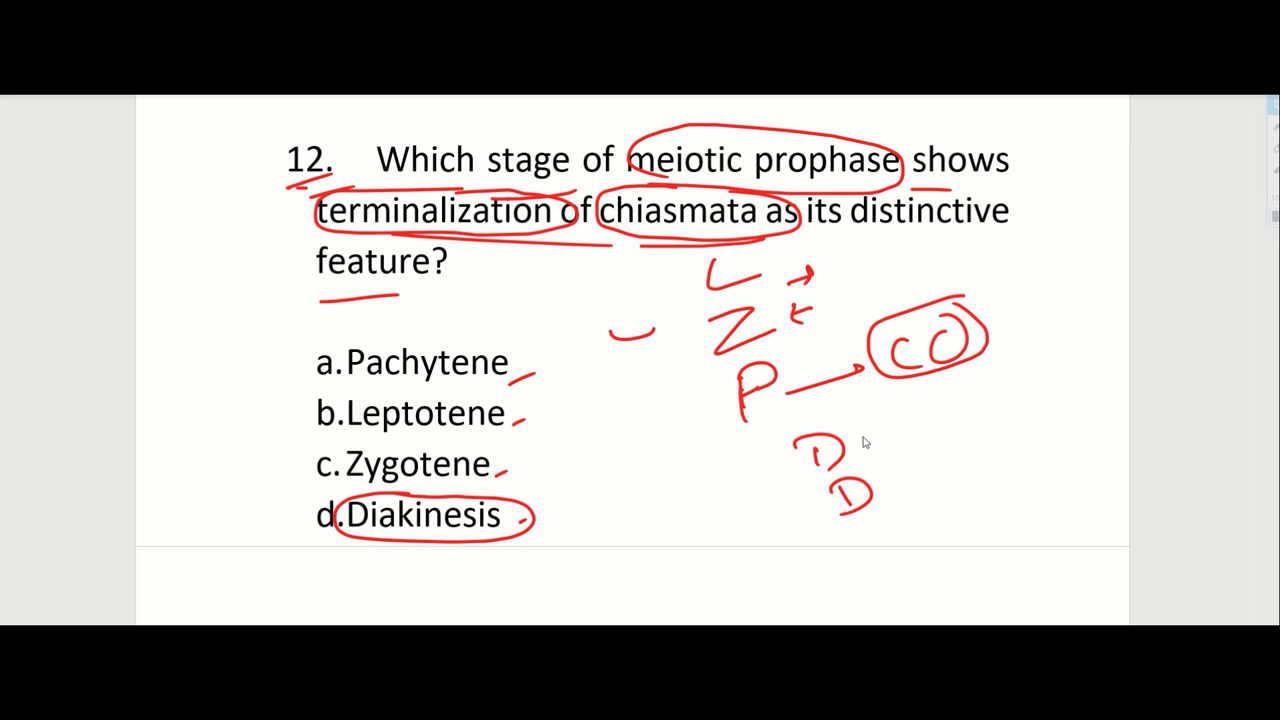 12. Which stage of meiotic prophase shows
terminalization of chiasmata as its distinctive
feature?
L
Z
CO
a. Pachytene
P
b. Leptotene
D
c. Zygotene
D
d. Diakinesis